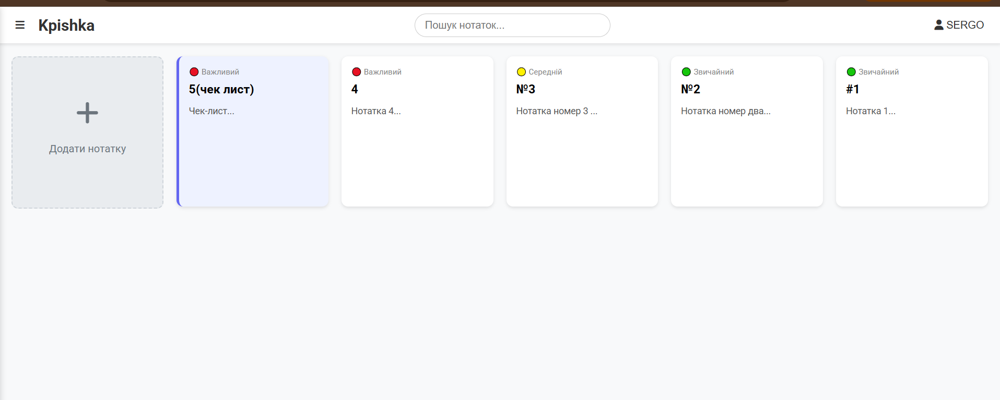 Kpishka
Пошук нотаток...
SERGO
Додати нотатку
Важливий
5(чек лист)
Чек-лист...
Важливий
4
Нотатка 4...
Середній
№3
Нотатка номер 3 ...
Звичайний
№2
Нотатка номер два...
Звичайний
#1
Нотатка 1...